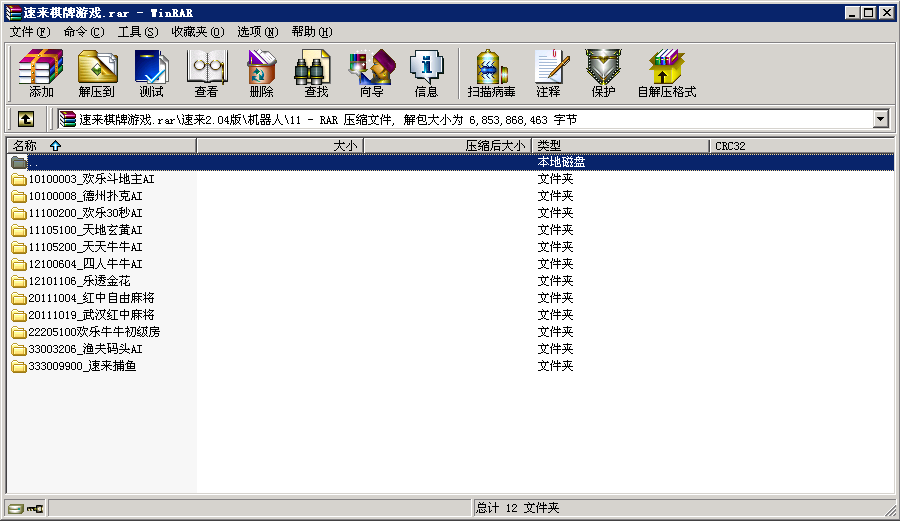 速来棋牌游戏.rar - WinRAR
文件(F) 命令(C) 工具(S) 收藏夹(O) 选项(N) 帮助(H)
添加 解压到 测试 查看 删除 查找 向导 信息 扫描病毒 注释 保护 自解压格式
速来棋牌游戏.rar\速来2.04版\机器人\11 - RAR 压缩文件, 解包大小为 6,853,868,463 字节
名称 大小 压缩后大小 类型 CRC32
.. 本地磁盘
10100003_欢乐斗地主AI 文件夹
10100008_德州扑克AI 文件夹
11100200_欢乐30秒AI 文件夹
11105100_天地玄黄AI 文件夹
11105200_天天牛牛AI 文件夹
12100604_四人牛牛AI 文件夹
12101106_乐透金花 文件夹
20111004_红中自由麻将 文件夹
20111019_武汉红中麻将 文件夹
22205100欢乐牛牛初级房 文件夹
33003206_渔夫码头AI 文件夹
333009900_速来捕鱼 文件夹
总计 12 文件夹